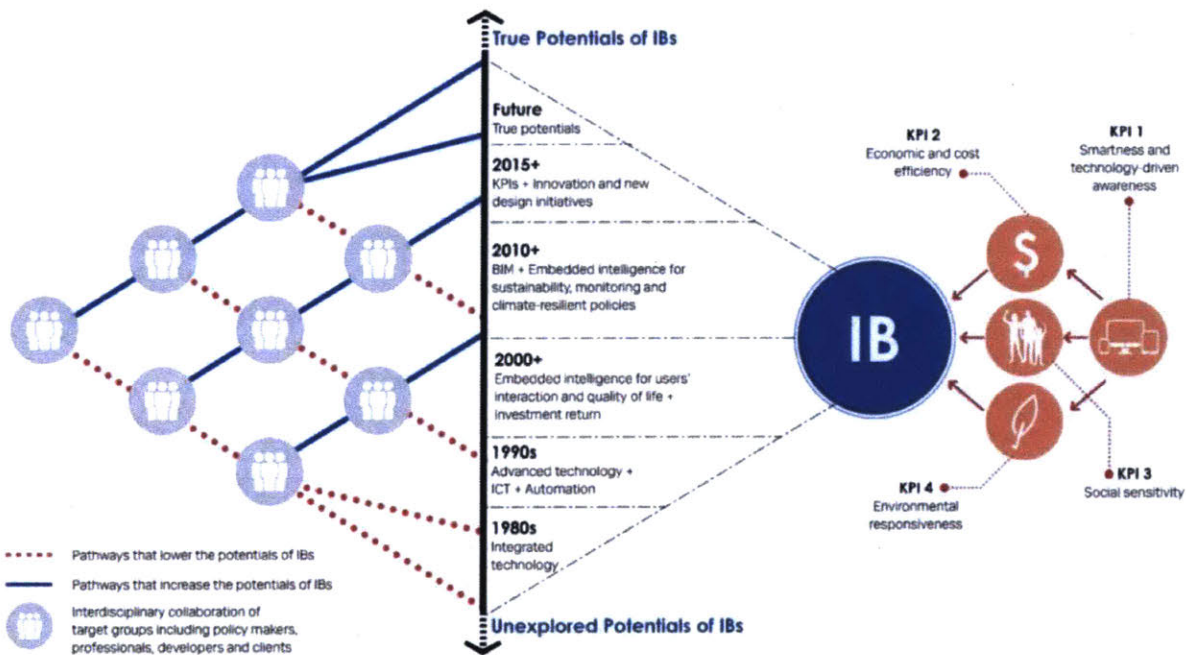 True Potentials of IBs
Future
True potentials
2015+
KPIs + Innovation and new
design initiatives
2010+
BIM + Embedded intelligence for
sustainability, monitoring and
climate-resilient policies
2000+
Embedded intelligence for users'
interaction and quality of life +
investment return
1990s
Advanced technology +
ICT + Automation
1980s
Integrated
technology
Unexplored Potentials of IBs
IB
KPI 2
Economic and cost
efficiency
KPI 1
Smartness and
technology-driven
awareness
$
KPI 3
Social sensitivity
KPI 4
Environmental
responsiveness
Pathways that lower the potentials of IBs
Pathways that increase the potentials of IBs
Interdisciplinary collaboration of
target groups including policy makers,
professionals, developers and clients